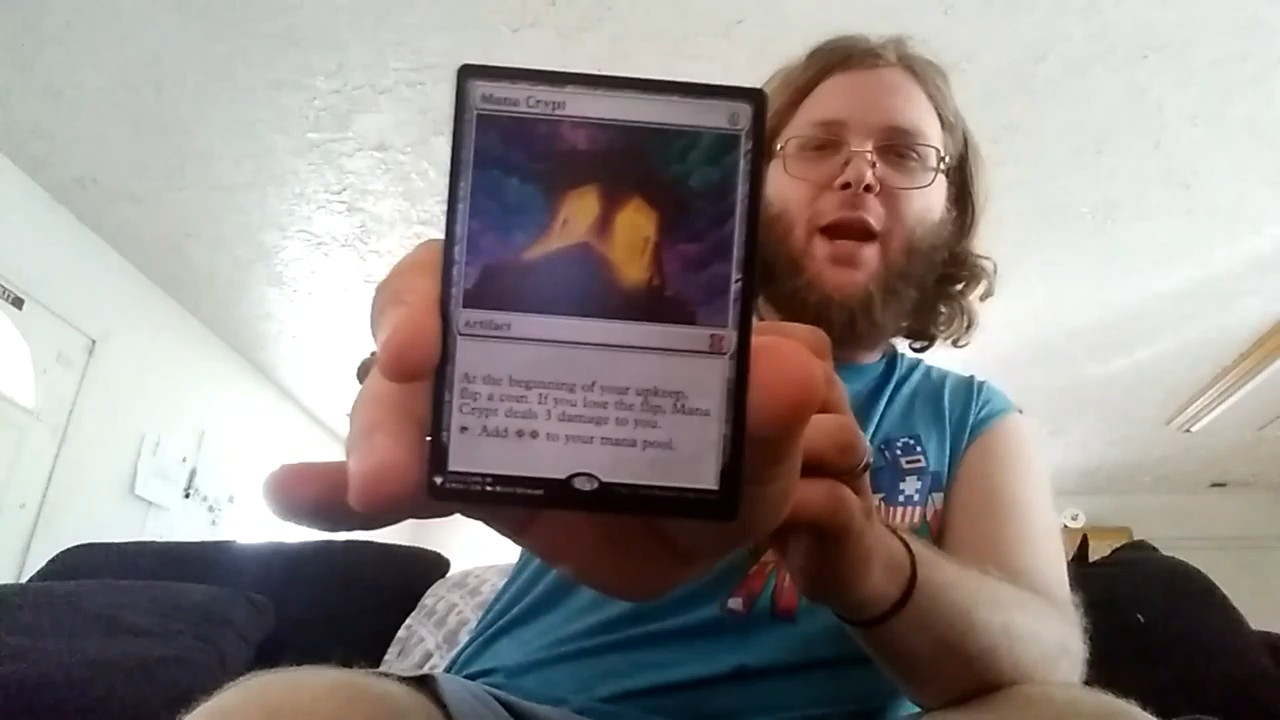 Mana Crypt
Artifact
At the beginning of your upkeep,
flip a coin. If you lose the flip, Mana
Crypt deals 3 damage to you.
Add to your mana pool.